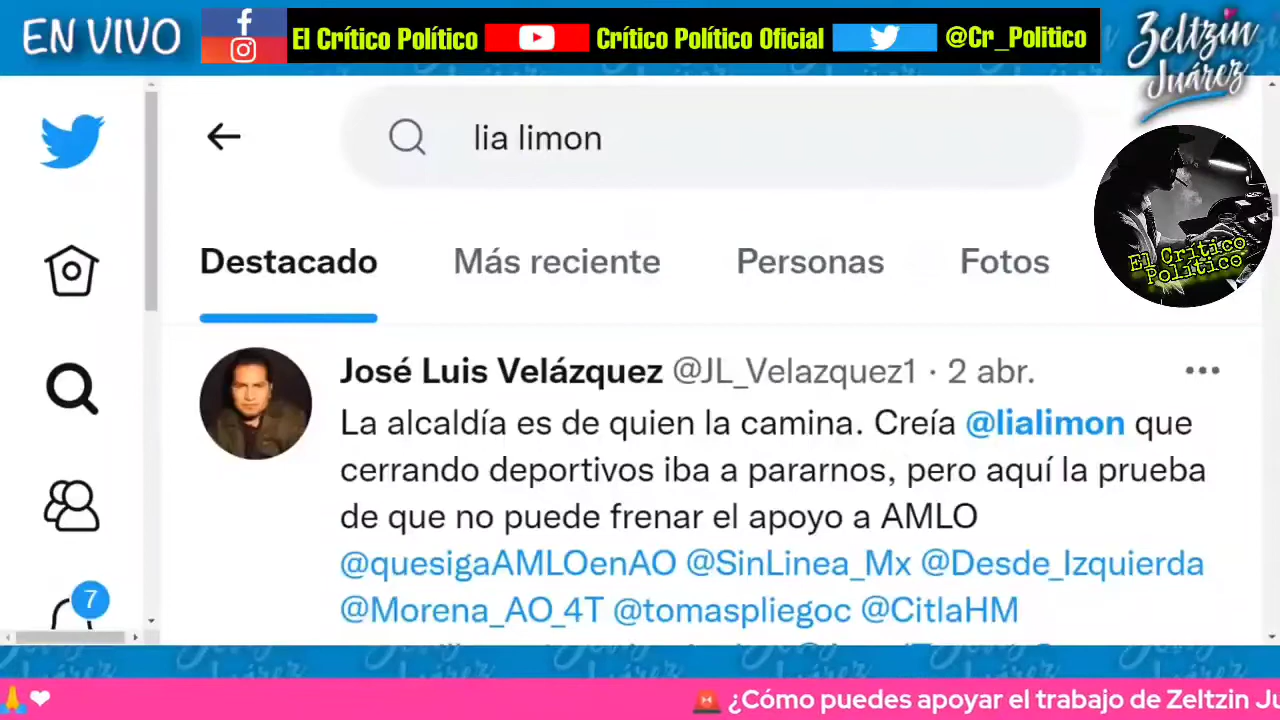 EN VIVO
El Crítico Político
Crítico Político Oficial
@Cr_Politico
Zeltzin
Juárez
lia limon
El Crítico
Político
Destacado
Más reciente
Personas
Fotos
José Luis Velázquez @JL_Velazquez1 · 2 abr.
La alcaldía es de quien la camina. Creía @lialimon que
cerrando deportivos iba a pararnos, pero aquí la prueba
de que no puede frenar el apoyo a AMLO
@quesigaAMLOenAO @SinLinea_Mx @Desde_Izquierda
@Morena_AO_4T @tomaspliegoc @CitlaHM
7
¿Cómo puedes apoyar el trabajo de Zeltzin Ju